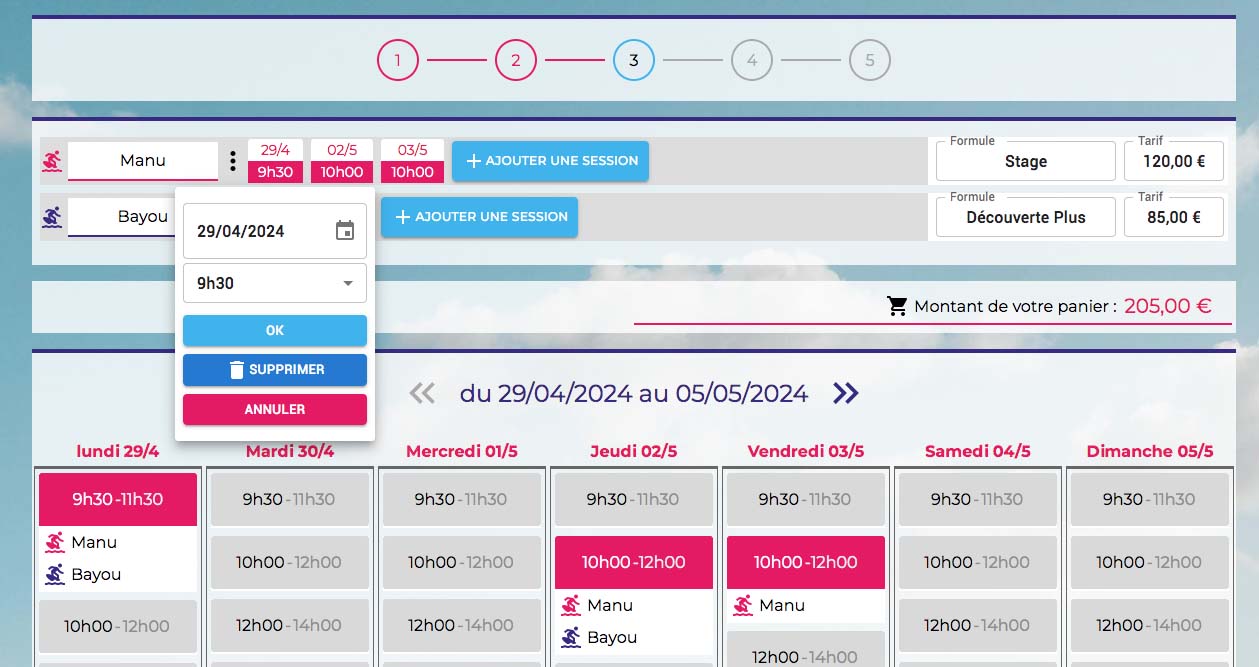 1 2 3 4 5
Manu 29/4 9h30 02/5 10h00 03/5 10h00 AJOUTER UNE SESSION Formule Stage Tarif 120,00 €
Bayou AJOUTER UNE SESSION Formule Découverte Plus Tarif 85,00 €
29/04/2024
9h30
OK
SUPPRIMER
ANNULER
Montant de votre panier : 205,00 €
du 29/04/2024 au 05/05/2024
lundi 29/4 Mardi 30/4 Mercredi 01/5 Jeudi 02/5 Vendredi 03/5 Samedi 04/5 Dimanche 05/5
9h30-11h30 9h30-11h30 9h30-11h30 9h30-11h30 9h30-11h30 9h30-11h30 9h30-11h30
Manu
Bayou
10h00-12h00 10h00-12h00 10h00-12h00 10h00-12h00 10h00-12h00 10h00-12h00
Manu Manu
Bayou
10h00-12h00 12h00-14h00 12h00-14h00 12h00-14h00 12h00-14h00 12h00-14h00